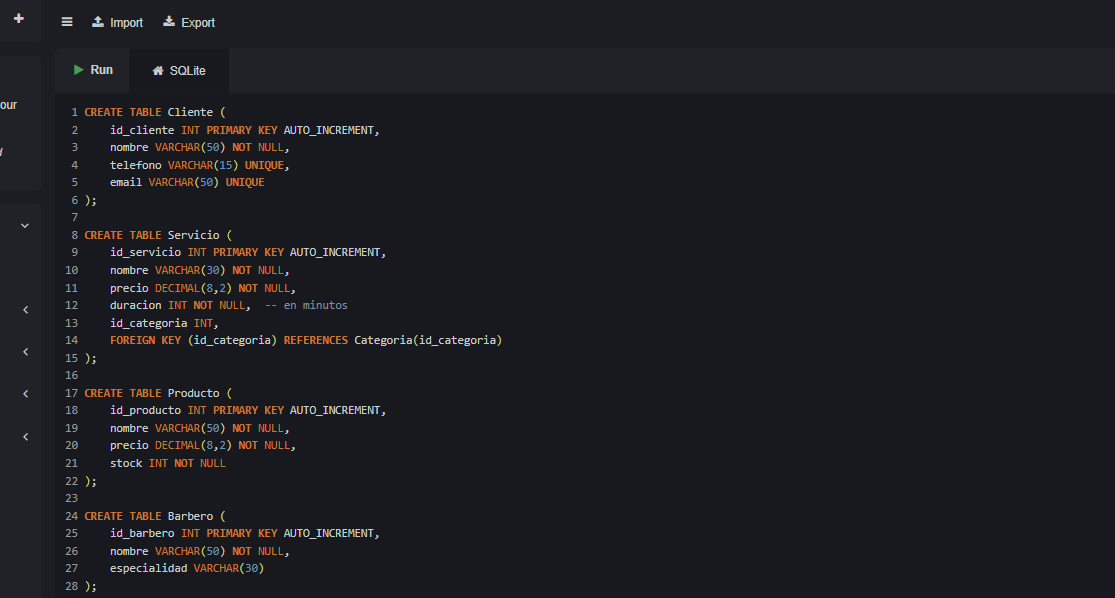 +
Import Export
Run SQLite
our
1 CREATE TABLE Cliente (
2 id_cliente INT PRIMARY KEY AUTO_INCREMENT,
3 nombre VARCHAR(50) NOT NULL,
4 telefono VARCHAR(15) UNIQUE,
5 email VARCHAR(50) UNIQUE
6 );
7
8 CREATE TABLE Servicio (
9 id_servicio INT PRIMARY KEY AUTO_INCREMENT,
10 nombre VARCHAR(30) NOT NULL,
11 precio DECIMAL(8,2) NOT NULL,
12 duracion INT NOT NULL, -- en minutos
13 id_categoria INT,
14 FOREIGN KEY (id_categoria) REFERENCES Categoria(id_categoria)
15 );
16
17 CREATE TABLE Producto (
18 id_producto INT PRIMARY KEY AUTO_INCREMENT,
19 nombre VARCHAR(50) NOT NULL,
20 precio DECIMAL(8,2) NOT NULL,
21 stock INT NOT NULL
22 );
23
24 CREATE TABLE Barbero (
25 id_barbero INT PRIMARY KEY AUTO_INCREMENT,
26 nombre VARCHAR(50) NOT NULL,
27 especialidad VARCHAR(30)
28 );